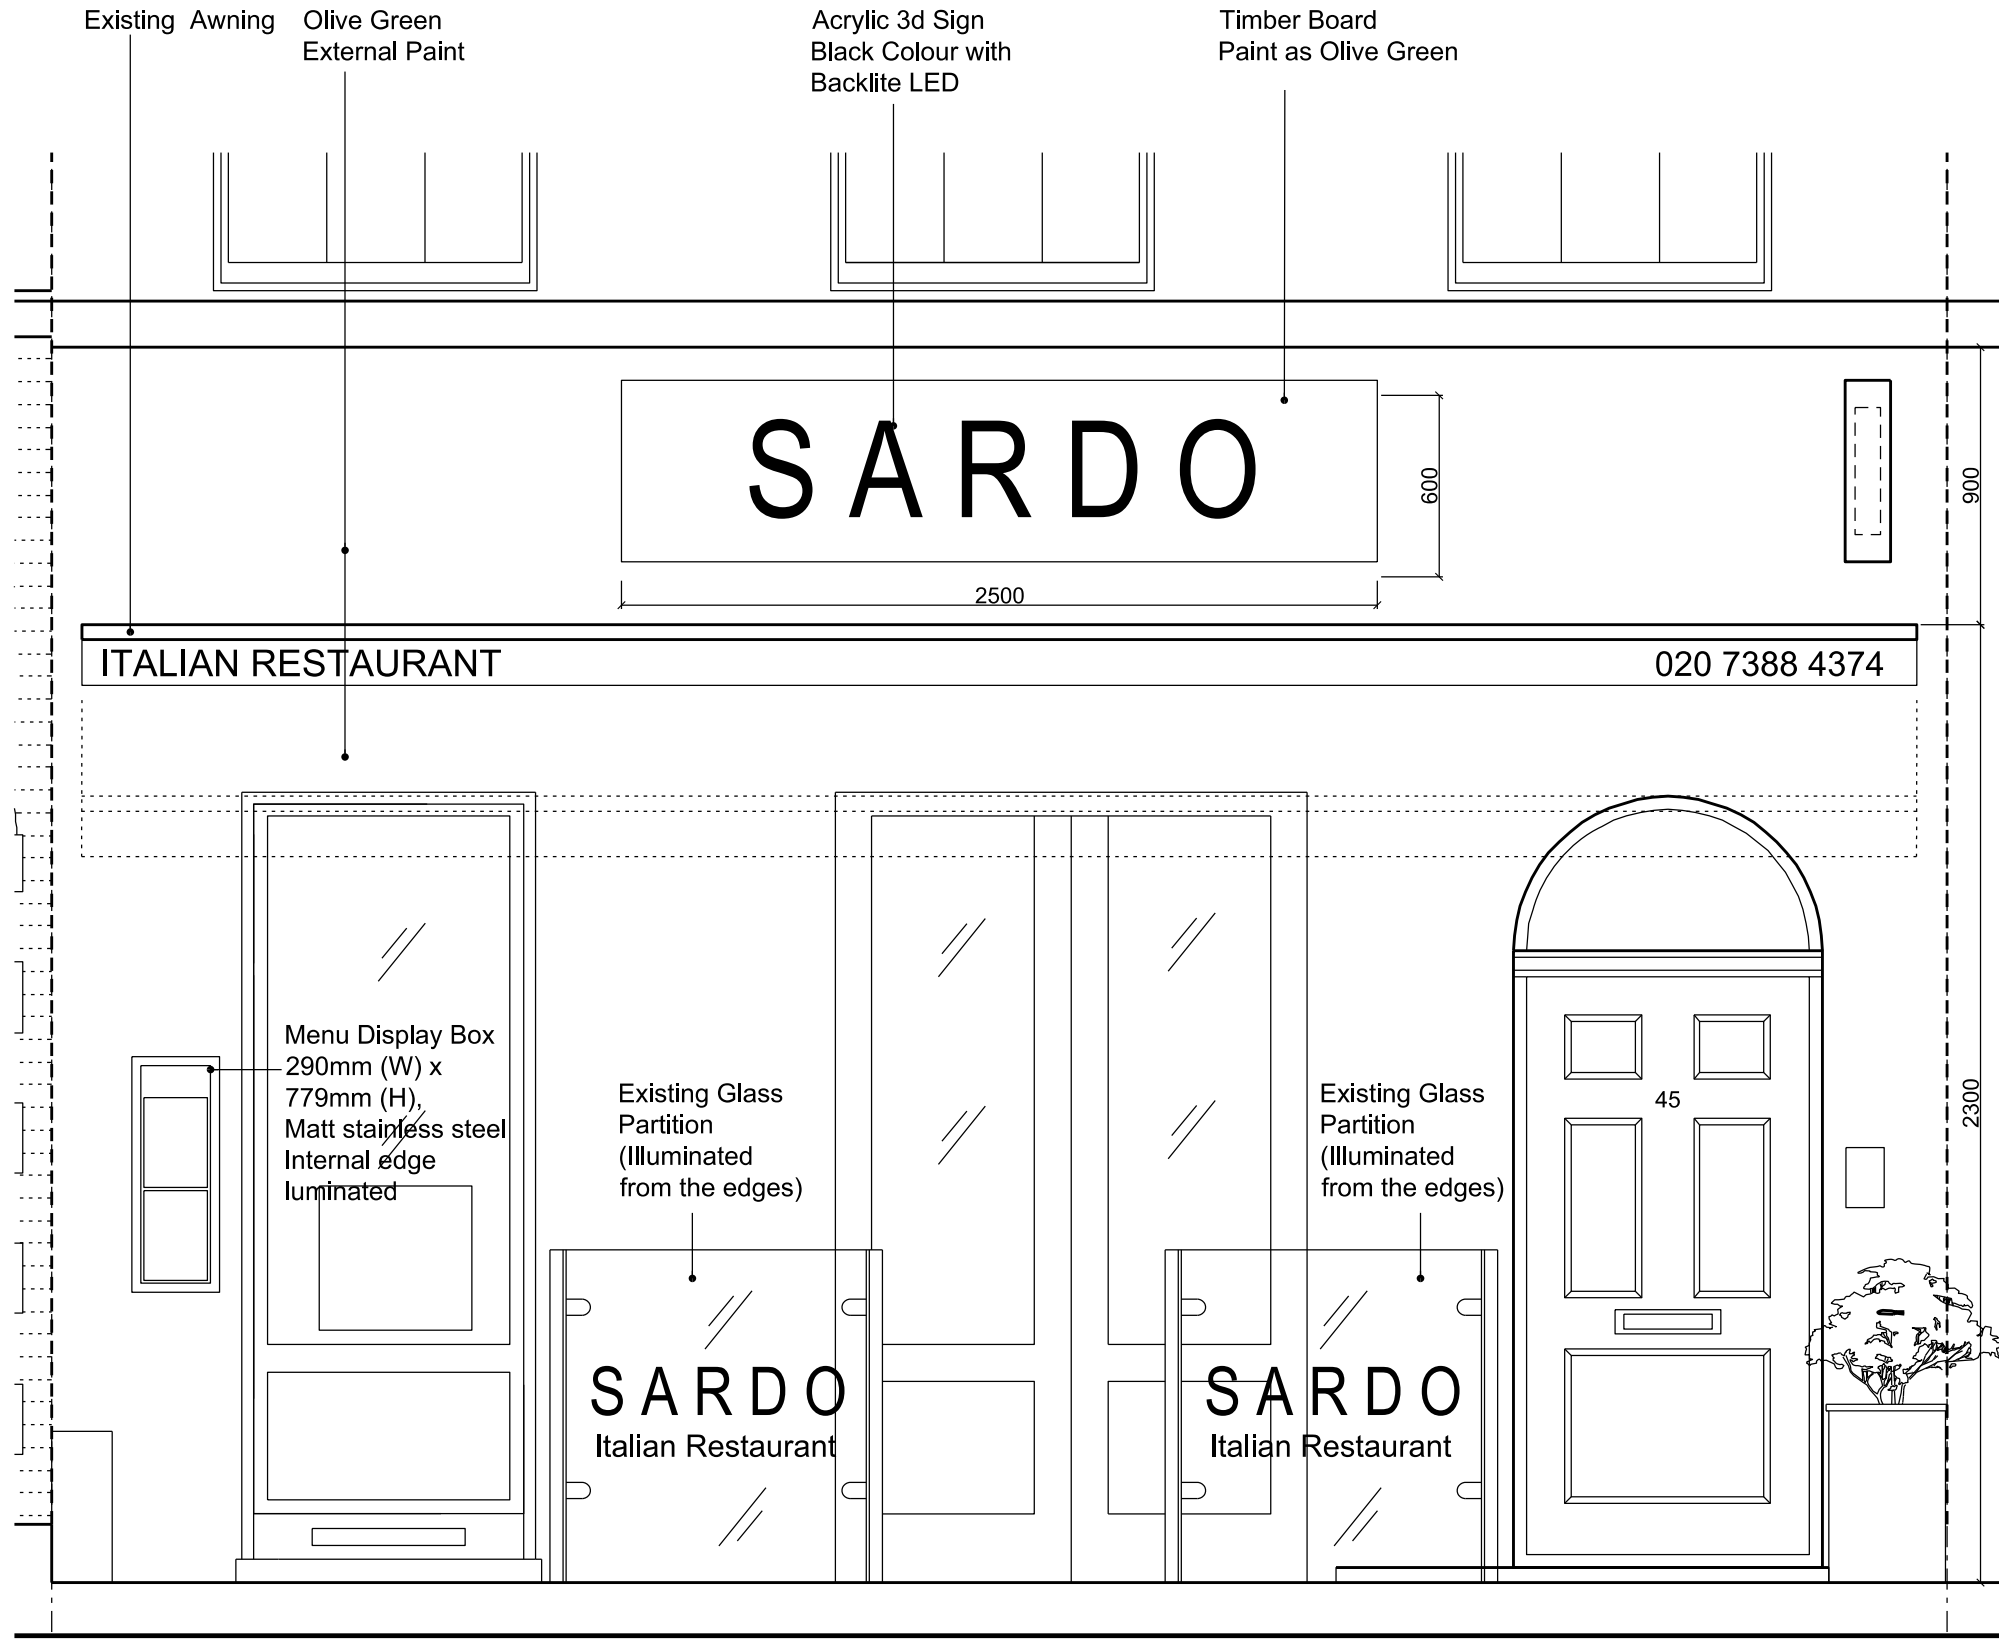 Existing Awning
Olive Green
External Paint
Acrylic 3d Sign
Black Colour with
Backlite LED
Timber Board
Paint as Olive Green
SARDO
600
900
2500
ITALIAN RESTAURANT
020 7388 4374
Menu Display Box
290mm (W) x
779mm (H),
Matt stainless steel
Internal edge
luminated
Existing Glass
Partition
(Illuminated
from the edges)
Existing Glass
Partition
(Illuminated
from the edges)
45
2300
SARDO
Italian Restaurant
SARDO
Italian Restaurant